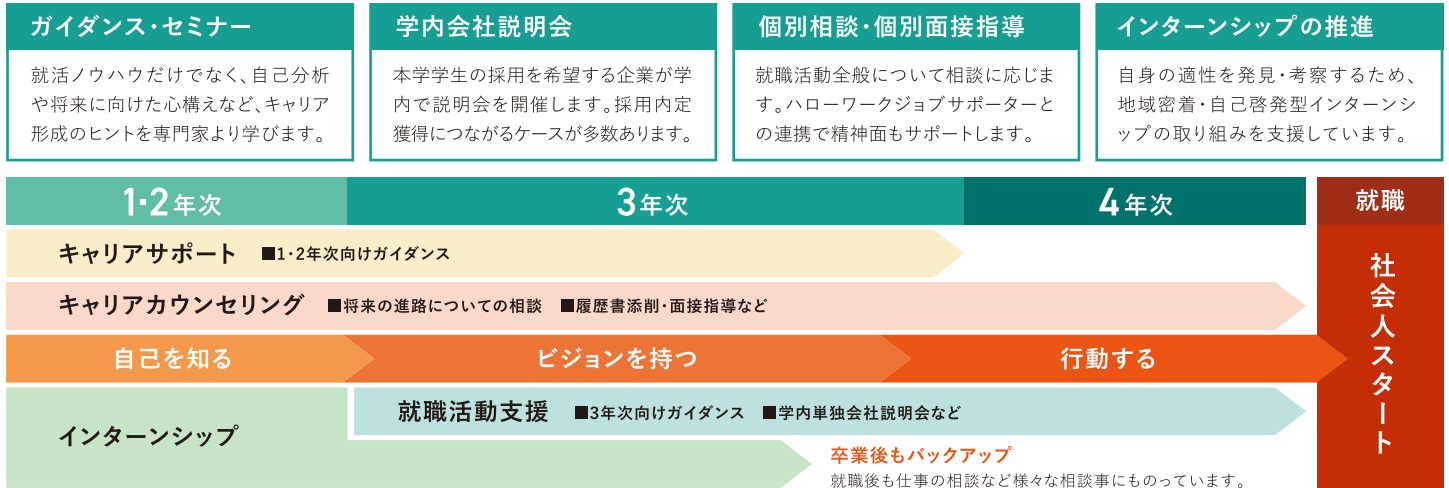 ガイダンス・セミナー
就活ノウハウだけでなく、自己分析
や将来に向けた心構えなど、キャリア
形成のヒントを専門家より学びます。
学内会社説明会
本学学生の採用を希望する企業が学
内で説明会を開催します。採用内定
獲得につながるケースが多数あります。
個別相談・個別面接指導
就職活動全般について相談に応じま
す。ハローワークジョブサポーターと
の連携で精神面もサポートします。
インターンシップの推進
自身の適性を発見・考察するため、
地域密着・自己啓発型インターンシ
ップの取り組みを支援しています。
1・2年次
3年次
4年次
就職
キャリアサポート ■1・2年次向けガイダンス
キャリアカウンセリング ■将来の進路についての相談 ■履歴書添削・面接指導など
自己を知る
ビジョンを持つ
行動する
社会人スタート
就職活動支援 ■3年次向けガイダンス ■学内単独会社説明会など
インターンシップ
卒業後もバックアップ
就職後も仕事の相談など様々な相談事にものっています。